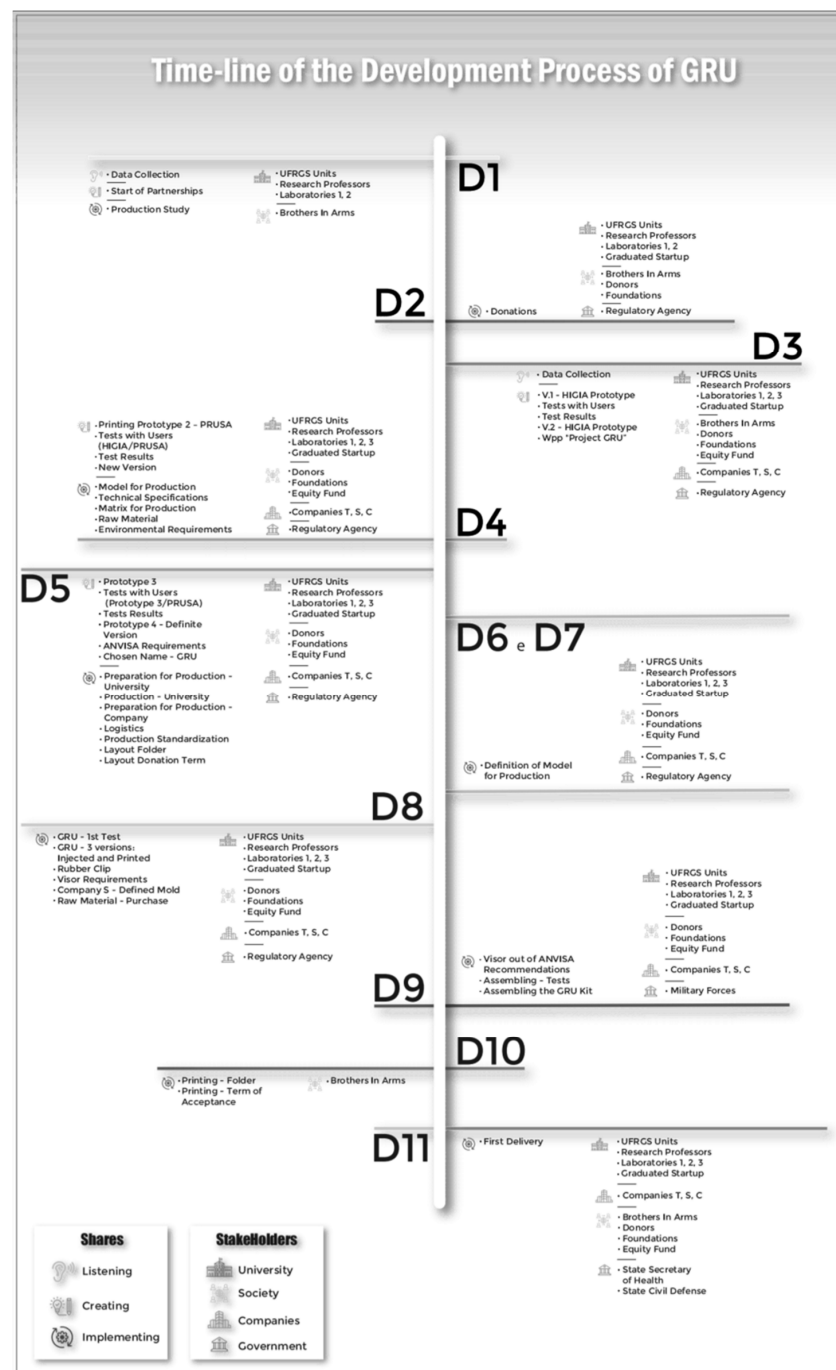 Time-line of the Development Process of GRU
D1
• Data Collection
• Start of Partnerships
• Production Study
• UFRGS Units
• Research Professors
• Laboratories 1, 2
• Brothers In Arms
D2
• Donations
• UFRGS Units
• Research Professors
• Laboratories 1, 2
• Graduated Startup
• Brothers In Arms
• Donors
• Foundations
• Regulatory Agency
D3
• Data Collection
• V.1 - HIGIA Prototype
• Tests with Users
• Test Results
• V.2 - HIGIA Prototype
• Wpp "Project GRU"
• UFRGS Units
• Research Professors
• Laboratories 1, 2, 3
• Graduated Startup
• Brothers In Arms
• Donors
• Foundations
• Equity Fund
• Companies T, S, C
• Regulatory Agency
D4
• Printing Prototype 2 - PRUSA
• Tests with Users
(HIGIA/PRUSA)
• Test Results
• New Version
• Model for Production
• Technical Specifications
• Matrix for Production
• Raw Material
• Environmental Requirements
• UFRGS Units
• Research Professors
• Laboratories 1, 2, 3
• Graduated Startup
• Donors
• Foundations
• Equity Fund
• Companies T, S, C
• Regulatory Agency
D5
• Prototype 3
• Tests with Users
(Prototype 3/PRUSA)
• Tests Results
• Prototype 4 - Definite
Version
• ANVISA Requirements
• Chosen Name - GRU
• Preparation for Production -
University
• Production - University
• Preparation for Production -
Company
• Logistics
• Production Standardization
• Layout Folder
• Layout Donation Term
• UFRGS Units
• Research Professors
• Laboratories 1, 2, 3
• Graduated Startup
• Donors
• Foundations
• Equity Fund
• Companies T, S, C
• Regulatory Agency
D6 e D7
• Definition of Model
for Production
• UFRGS Units
• Research Professors
• Laboratories 1, 2, 3
• Graduated Startup
• Donors
• Foundations
• Equity Fund
• Companies T, S, C
• Regulatory Agency
D8
• GRU - 1st Test
• GRU - 3 versions:
Injected and Printed
• Rubber Clip
• Visor Requirements
• Company S - Defined Mold
• Raw Material - Purchase
• UFRGS Units
• Research Professors
• Laboratories 1, 2, 3
• Graduated Startup
• Donors
• Foundations
• Equity Fund
• Companies T, S, C
• Regulatory Agency
D9
• Visor out of ANVISA
Recommendations
• Assembling - Tests
• Assembling the GRU Kit
• UFRGS Units
• Research Professors
• Laboratories 1, 2, 3
• Graduated Startup
• Donors
• Foundations
• Equity Fund
• Companies T, S, C
• Military Forces
D10
• Printing - Folder
• Printing - Term of
Acceptance
• Brothers In Arms
D11
• First Delivery
• UFRGS Units
• Research Professors
• Laboratories 1, 2, 3
• Graduated Startup
• Companies T, S, C
• Brothers In Arms
• Donors
• Foundations
• Equity Fund
• State Secretary
of Health
• State Civil Defense
Shares
Listening
Creating
Implementing
StakeHolders
University
Society
Companies
Government